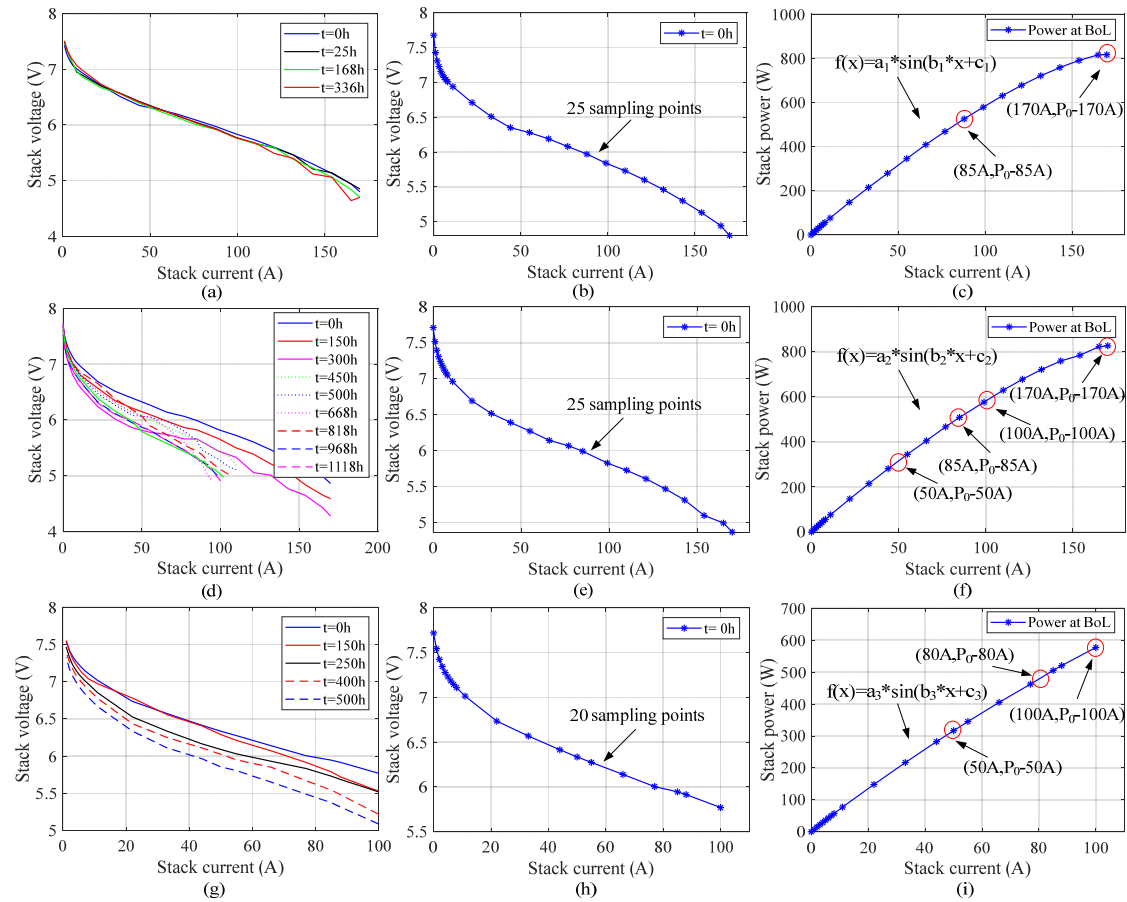 8
7
6
5
4
Stack voltage (V)
t=0h
t=25h
t=168h
t=336h
0 50 100 150
Stack current (A)
(a)
8
7.5
7
6.5
6
5.5
5
Stack voltage (V)
t= 0h
25 sampling points
0 50 100 150
Stack current (A)
(b)
1000
800
600
400
200
0
Stack power (W)
Power at BoL
f(x)=a1*sin(b1*x+c1)
(170A,P0-170A)
(85A,P0-85A)
0 50 100 150
Stack current (A)
(c)
8
7
6
5
4
Stack voltage (V)
t=0h
t=150h
t=300h
t=450h
t=500h
t=668h
t=818h
t=968h
t=1118h
0 50 100 150 200
Stack current (A)
(d)
8
7.5
7
6.5
6
5.5
5
Stack voltage (V)
t= 0h
25 sampling points
0 50 100 150
Stack current (A)
(e)
1000
800
600
400
200
0
Stack power (W)
Power at BoL
f(x)=a2*sin(b2*x+c2)
(170A,P0-170A)
(100A,P0-100A)
(85A,P0-85A)
(50A,P0-50A)
0 50 100 150
Stack current (A)
(f)
8
7.5
7
6.5
6
5.5
5
Stack voltage (V)
t=0h
t=150h
t=250h
t=400h
t=500h
0 20 40 60 80 100
Stack current (A)
(g)
8
7.5
7
6.5
6
5.5
Stack voltage (V)
t= 0h
20 sampling points
0 20 40 60 80 100
Stack current (A)
(h)
700
600
500
400
300
200
100
0
Stack power (W)
Power at BoL
(80A,P0-80A)
f(x)=a3*sin(b3*x+c3)
(100A,P0-100A)
(50A,P0-50A)
0 20 40 60 80 100
Stack current (A)
(i)